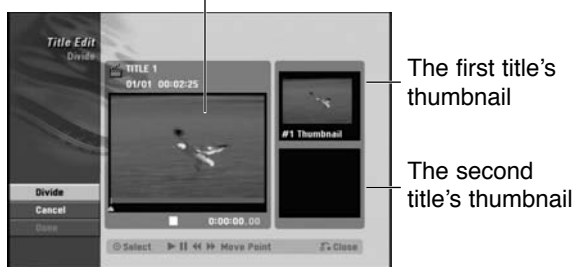 Title Edit
Divide
TITLE 1
01/01 00:02:25
#1 Thumbnail
0:00:00.00
Divide
Cancel
Done
Select Move Point Close
The first title's
thumbnail
The second
title's thumbnail